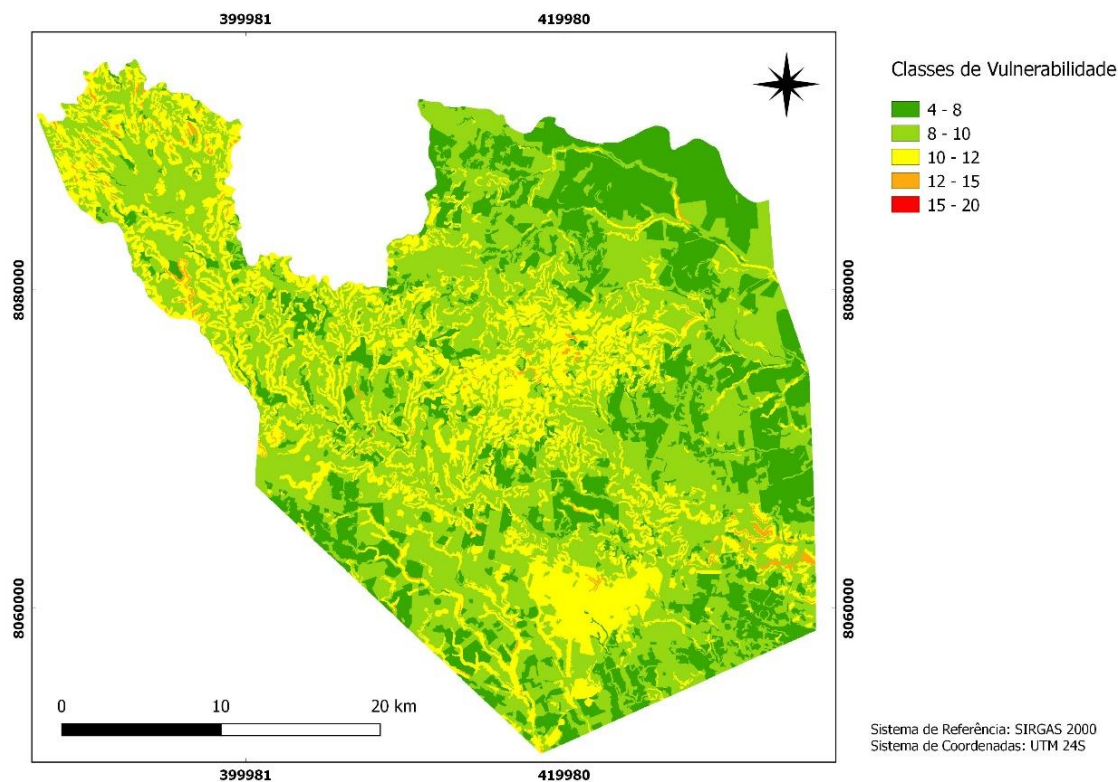 399981 419980
Classes de Vulnerabilidade
4 - 8
8 - 10
10 - 12
12 - 15
15 - 20
8080000 8080000
8060000 8060000
0 10 20 km
Sistema de Referência: SIRGAS 2000
Sistema de Coordenadas: UTM 24S
399981 419980